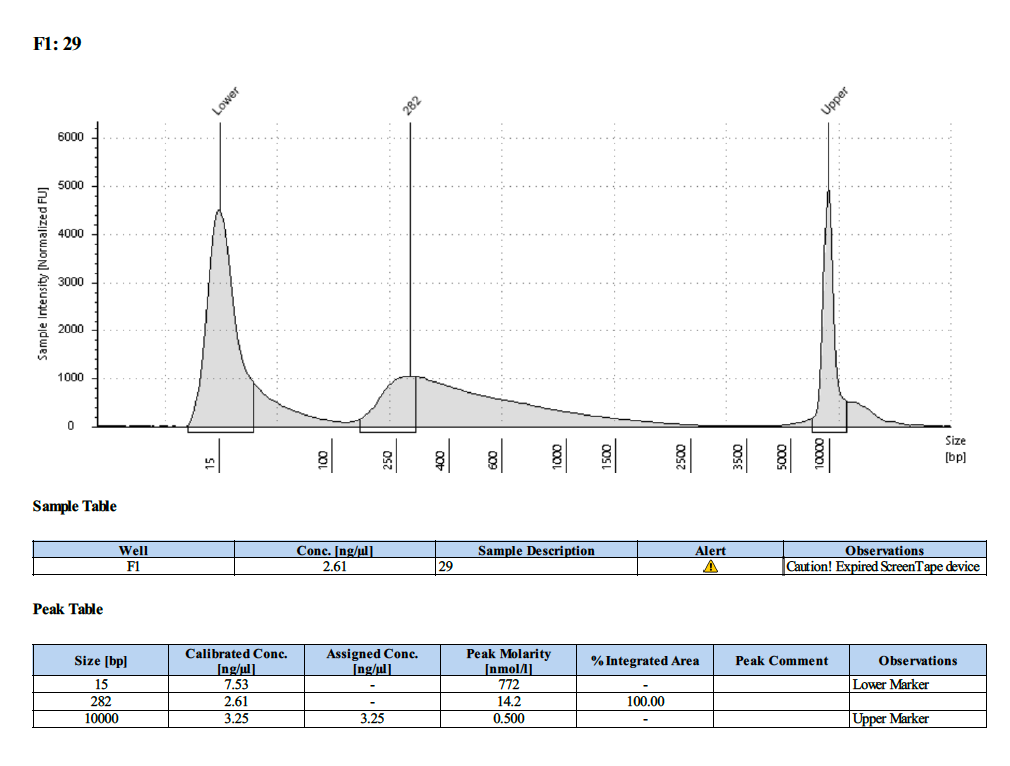 F1: 29
Lower
282
Upper
Sample Intensity [Normalized FU]
6000
5000
4000
3000
2000
1000
0
15
100
250
400
600
1000
1500
2500
3500
5000
10000
Size
[bp]
Sample Table
Well Conc. [ng/µl] Sample Description Alert Observations
F1 2.61 29 Caution! Expired ScreenTape device
Peak Table
Size [bp] Calibrated Conc. [ng/µl] Assigned Conc. [ng/µl] Peak Molarity [nmol/l] % Integrated Area Peak Comment Observations
15 7.53 - 772 - Lower Marker
282 2.61 - 14.2 100.00
10000 3.25 3.25 0.500 - Upper Marker